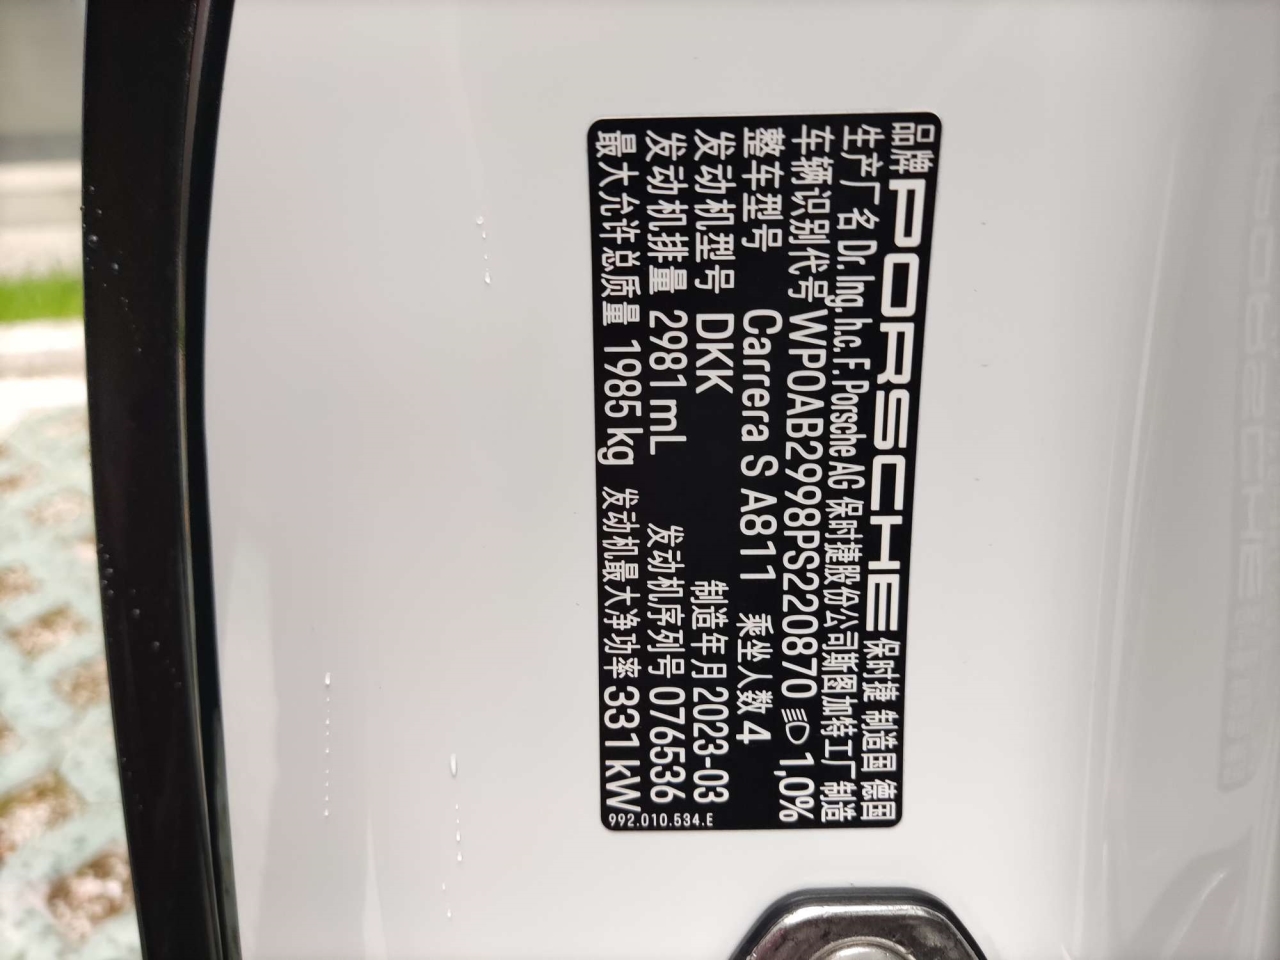 品牌 PORSCHE 保时捷 制造国 德国
生产厂名 Dr. Ing. h.c. F. Porsche AG 保时捷股份公司斯图加特工厂制造
车辆识别代号 WP0AB2998PS220870 1,0%
整车型号 Carrera S A811 乘坐人数 4
发动机型号 DKK 制造年月 2023-03
发动机排量 2981 mL 发动机序列号 076536
最大允许总质量 1985 kg 发动机最大净功率 331 kW
992.010.534.E